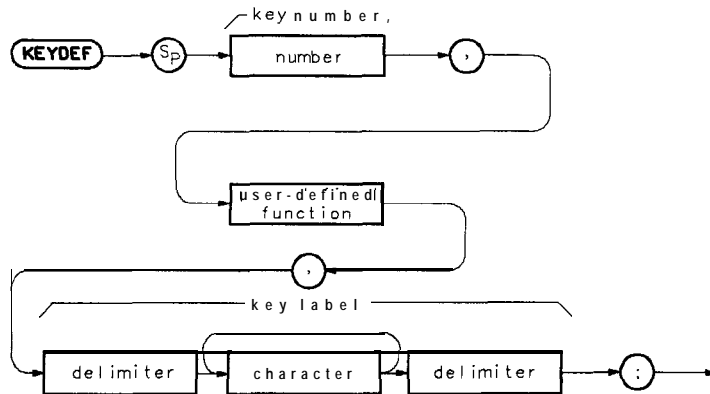 key number,
KEYDEF SP number ,
user-defined
function
,
key label
delimiter character delimiter ;